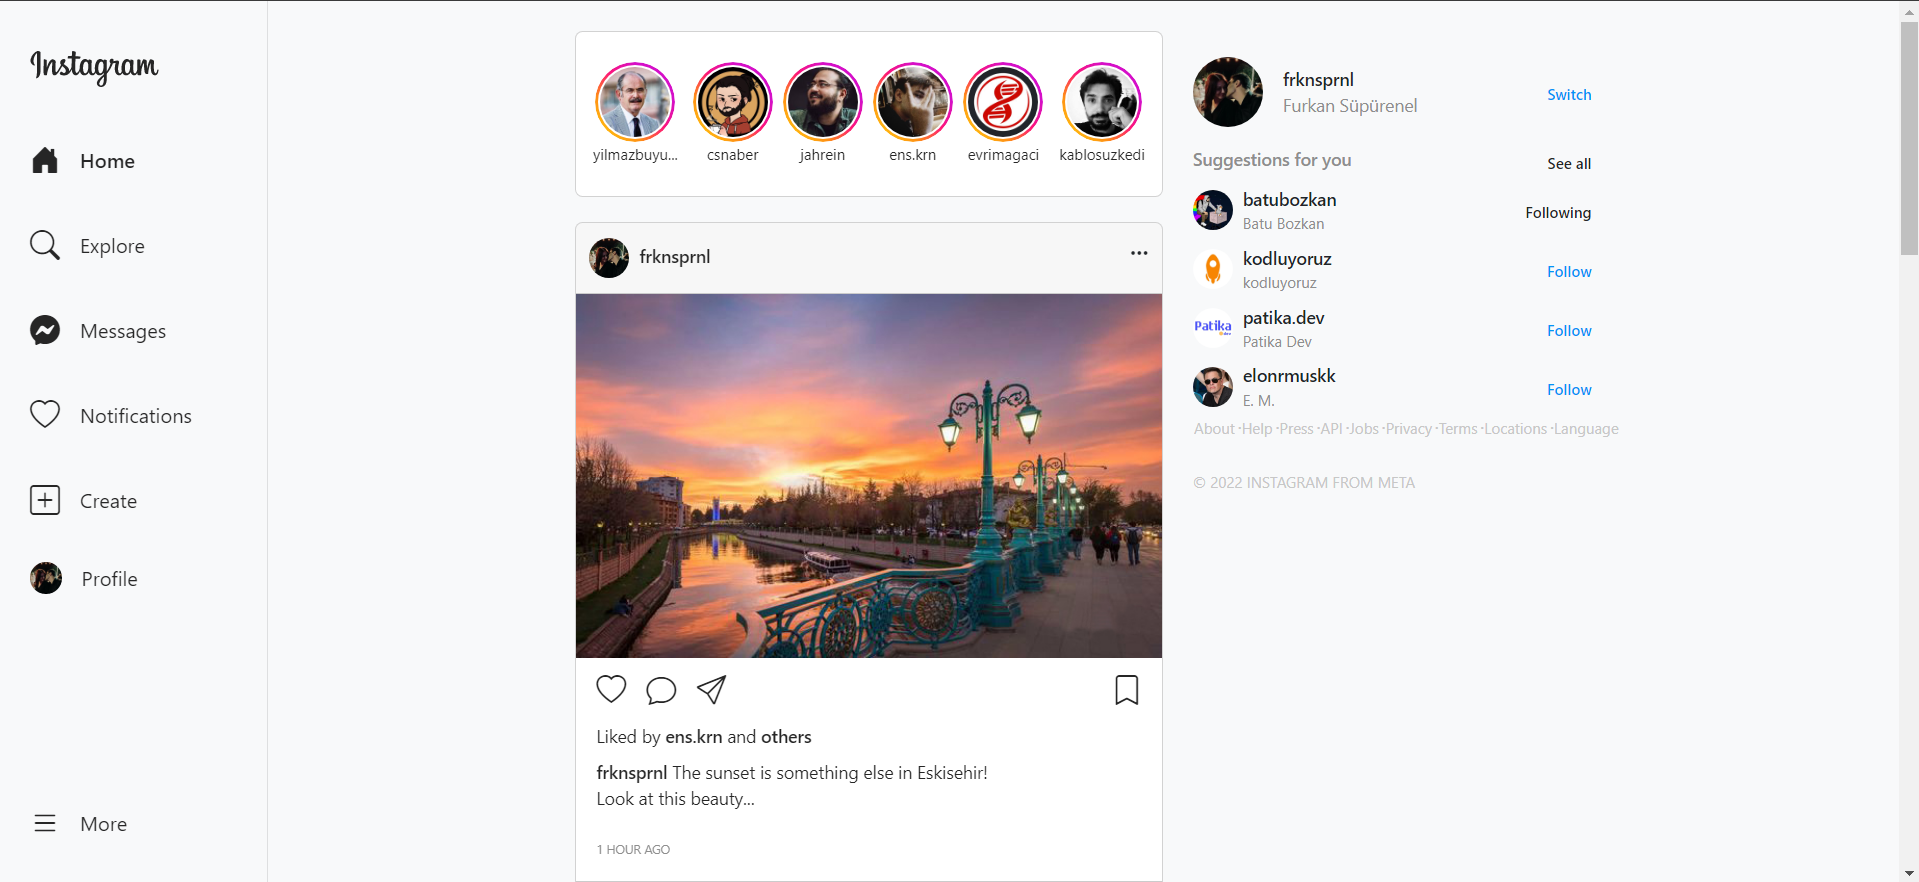 Instagram
Home
Explore
Messages
Notifications
Create
Profile
More
yilmazbuyu...
csnaber
jahrein
ens.krn
evrimagaci
kablosuzkedi
frknsprnl
Liked by ens.krn and others
frknsprnl The sunset is something else in Eskisehir!
Look at this beauty...
1 HOUR AGO
frknsprnl
Furkan Süpürenel
Switch
Suggestions for you
See all
batubozkan
Batu Bozkan
Following
kodluyoruz
kodluyoruz
Follow
Patika
dev
patika.dev
Patika Dev
Follow
elonrmuskk
E. M.
Follow
About ·Help ·Press ·API ·Jobs ·Privacy ·Terms ·Locations ·Language
© 2022 INSTAGRAM FROM META